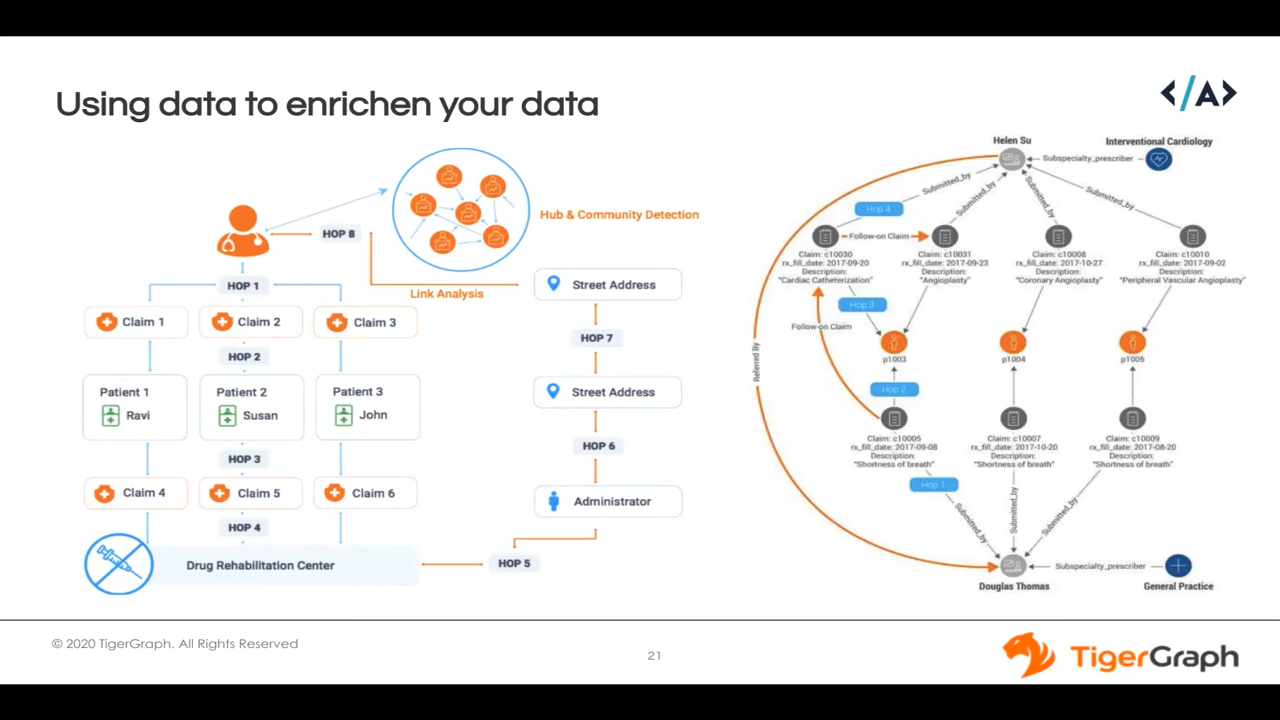 Using data to enrichen your data
</A>
Hub & Community Detection
HOP 8
Link Analysis
HOP 1
Claim 1
Claim 2
Claim 3
HOP 2
Patient 1
Ravi
Patient 2
Susan
Patient 3
John
HOP 3
Claim 4
Claim 5
Claim 6
HOP 4
Drug Rehabilitation Center
HOP 5
Administrator
HOP 6
Street Address
HOP 7
Street Address
Helen Su
Interventional Cardiology
Subspecialty_prescriber
Submitted_by
Submitted_by
Submitted_by
Submitted_by
Hop 4
Follow-on Claim
Claim: c10030
rx_fill_date: 2017-09-20
Description:
"Cardiac Catheterization"
Claim: c10031
rx_fill_date: 2017-09-23
Description:
"Angioplasty"
Claim: c10008
rx_fill_date: 2017-10-27
Description:
"Coronary Angioplasty"
Claim: c10010
rx_fill_date: 2017-09-02
Description:
"Peripheral Vascular Angioplasty"
Hop 3
Follow-on Claim
Referred By
p1003
p1004
p1005
Hop 2
Claim: c10005
rx_fill_date: 2017-09-08
Description:
"Shortness of breath"
Claim: c10007
rx_fill_date: 2017-10-20
Description:
"Shortness of breath"
Claim: c10009
rx_fill_date: 2017-08-20
Description:
"Shortness of breath"
Hop 1
Submitted_by
Submitted_by
Submitted_by
Subspecialty_prescriber
Douglas Thomas
General Practice
© 2020 TigerGraph. All Rights Reserved
21
TigerGraph